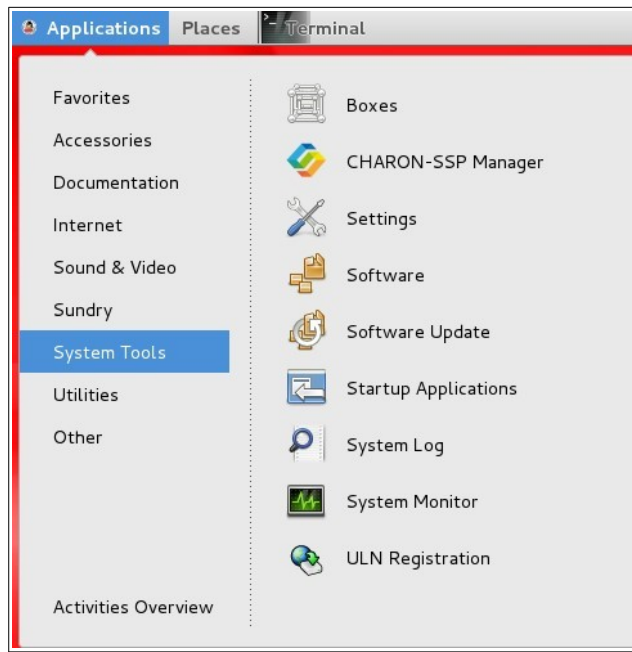 Applications Places Terminal
Favorites
Accessories
Documentation
Internet
Sound & Video
Sundry
System Tools
Utilities
Other
Activities Overview
Boxes
CHARON-SSP Manager
Settings
Software
Software Update
Startup Applications
System Log
System Monitor
ULN Registration